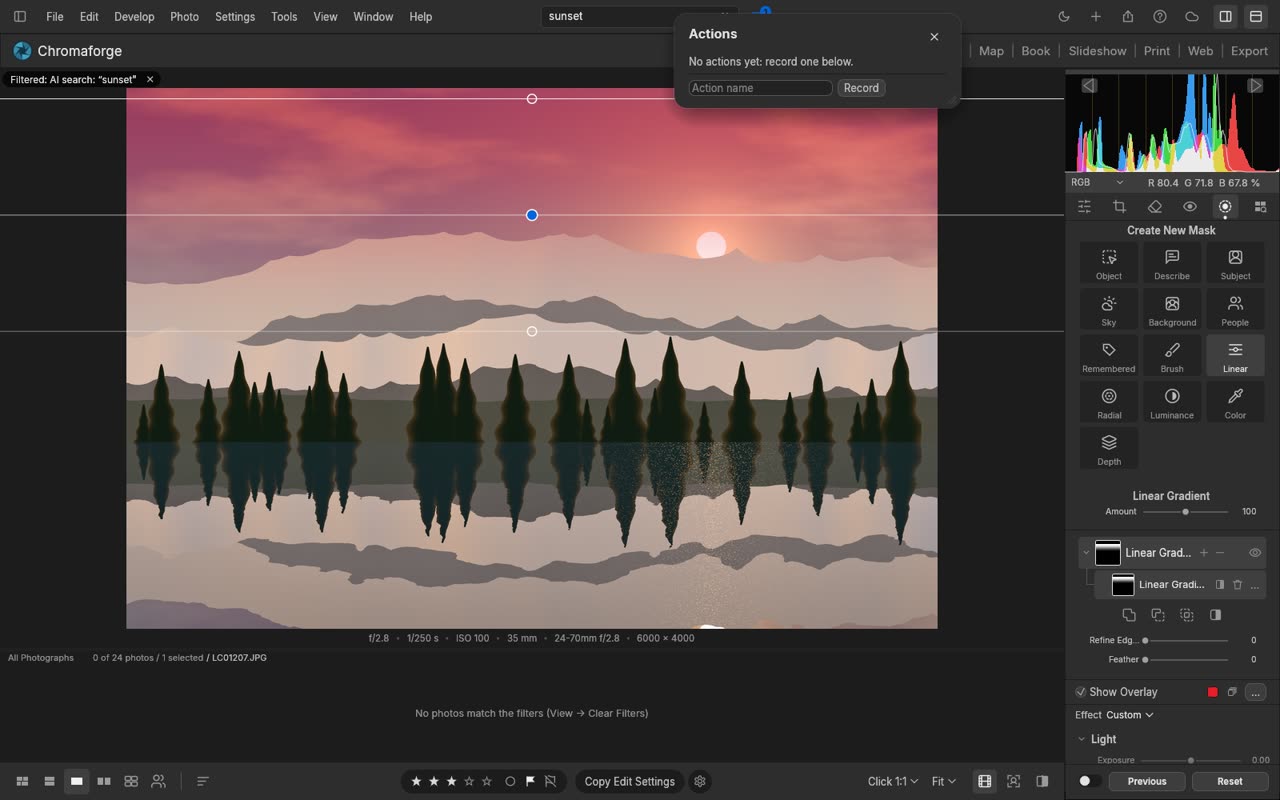 File Edit Develop Photo Settings Tools View Window Help
sunset
Chromaforge
Map Book Slideshow Print Web Export
Filtered: AI search: “sunset”
Actions
No actions yet: record one below.
Action name Record
RGB R 80.4 G 71.8 B 67.8 %
Create New Mask
Object Describe Subject
Sky Background People
Remembered Brush Linear
Radial Luminance Color
Depth
Linear Gradient
Amount 100
Linear Grad...
Linear Gradi...
Refine Edg... 0
Feather 0
Show Overlay ...
Effect Custom
Light
Exposure 0.00
f/2.8 • 1/250 s • ISO 100 • 35 mm • 24-70mm f/2.8 • 6000 × 4000
All Photographs 0 of 24 photos / 1 selected / LC01207.JPG
No photos match the filters (View → Clear Filters)
Copy Edit Settings Click 1:1 Fit Previous Reset